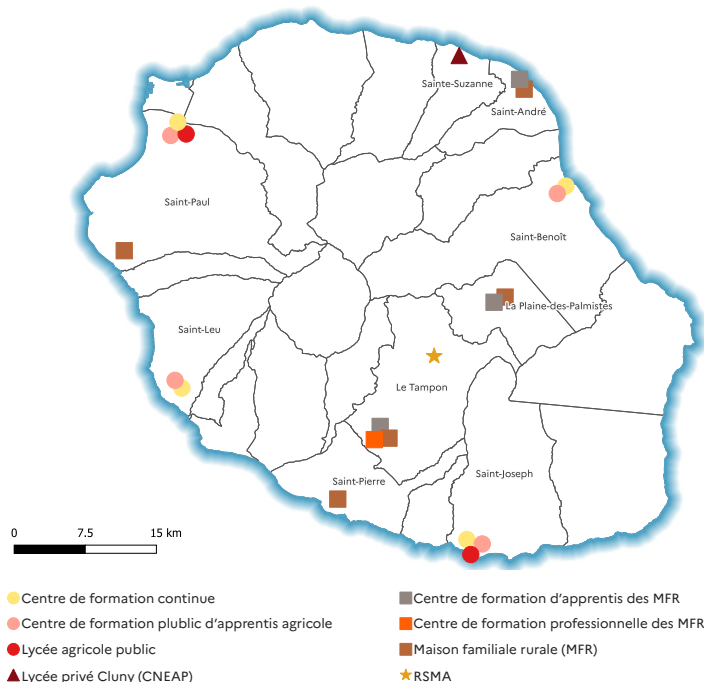 Sainte-Suzanne
Saint-André
Saint-Paul
Saint-Benoît
La Plaine-des-Palmistes
Saint-Leu
Le Tampon
Saint-Pierre
Saint-Joseph
0 7.5 15 km
Centre de formation continue
Centre de formation plublic d'apprentis agricole
Lycée agricole public
Lycée privé Cluny (CNEAP)
Centre de formation d'apprentis des MFR
Centre de formation professionnelle des MFR
Maison familiale rurale (MFR)
RSMA